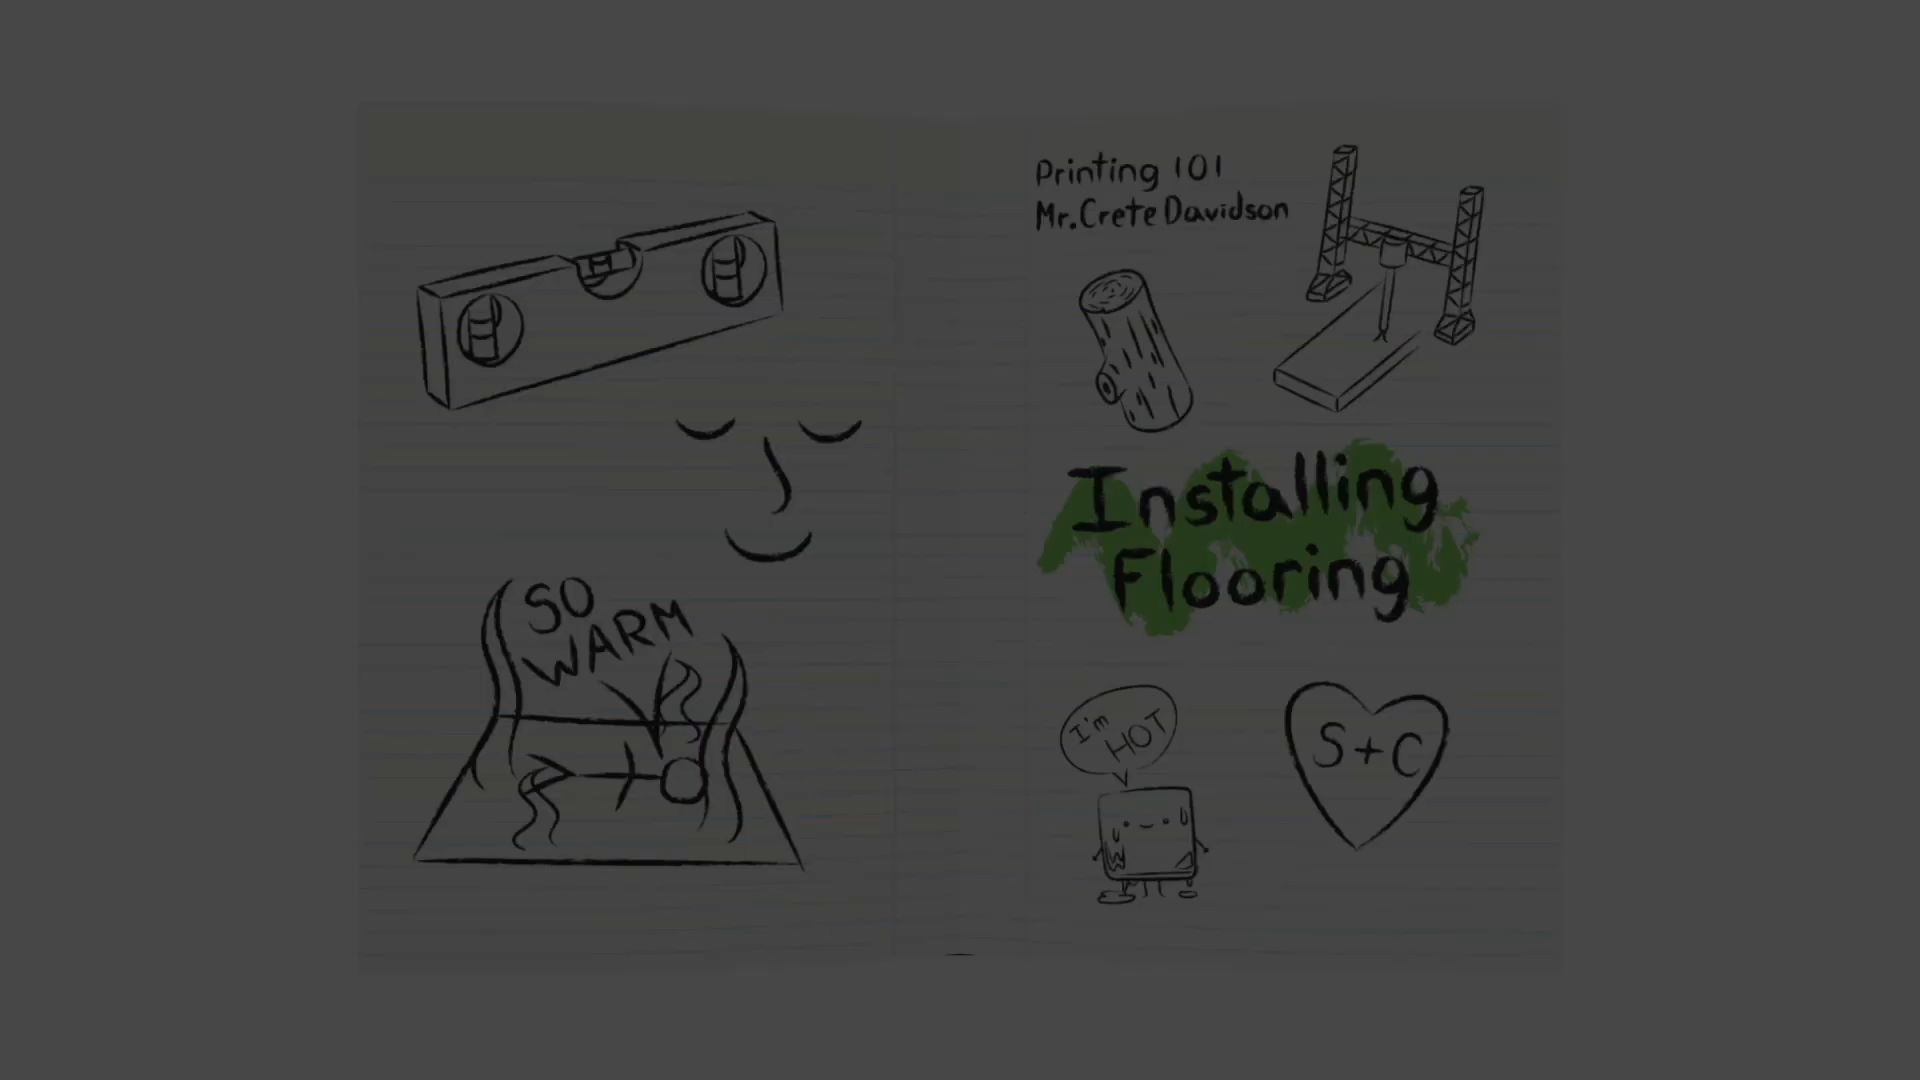 Printing 101
Mr. Crete Davidson
Installing
Flooring
SO
WARM
I'm
HOT
W
S+C